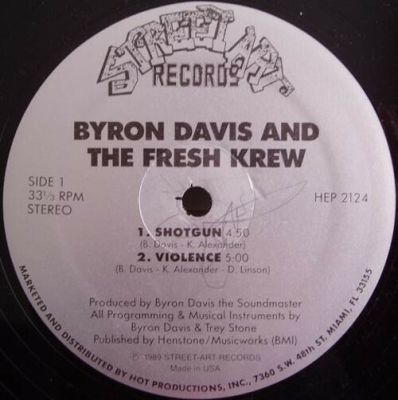 STREET ART
RECORDS
BYRON DAVIS AND
THE FRESH KREW
SIDE 1
33⅓ RPM
STEREO
HEP 2124
1. SHOTGUN 4:50
(B. Davis - K. Alexander)
2. VIOLENCE 5:00
(B. Davis - K. Alexander - D. Linson)
Produced by Byron Davis the Soundmaster
All Programming & Musical Instruments by
Byron Davis & Trey Stone
Published by Henstone/Musicworks (BMI)
℗ © 1989 STREET-ART RECORDS
Made in USA
MARKETED AND DISTRIBUTED BY HOT PRODUCTIONS, INC., 7360 S.W. 48th ST. MIAMI, FL 33155